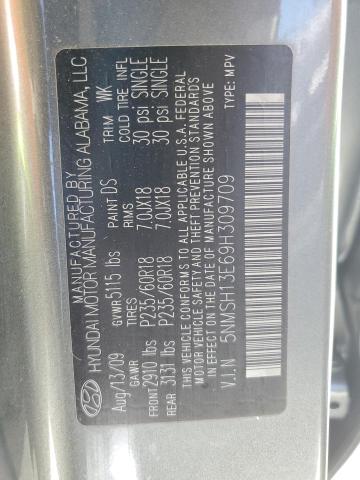 MANUFACTURED BY
HYUNDAI MOTOR MANUFACTURING ALABAMA, LLC
Aug/13/09 GVWR 5115 lbs PAINT DS TRIM WK
GAWR TIRES RIMS COLD TIRE INFL
FRONT 2910 lbs P235/60R18 7.0JX18 30 psi SINGLE
REAR 3131 lbs P235/60R18 7.0JX18 30 psi SINGLE
THIS VEHICLE CONFORMS TO
ALL APPLICABLE U.S.A. FEDERAL
MOTOR VEHICLE SAFETY STANDARDS
IN EFFECT ON THE DATE OF
MANUFACTURE SHOWN ABOVE
V.I.N 5NMSH13E69H309709 TYPE: MPV